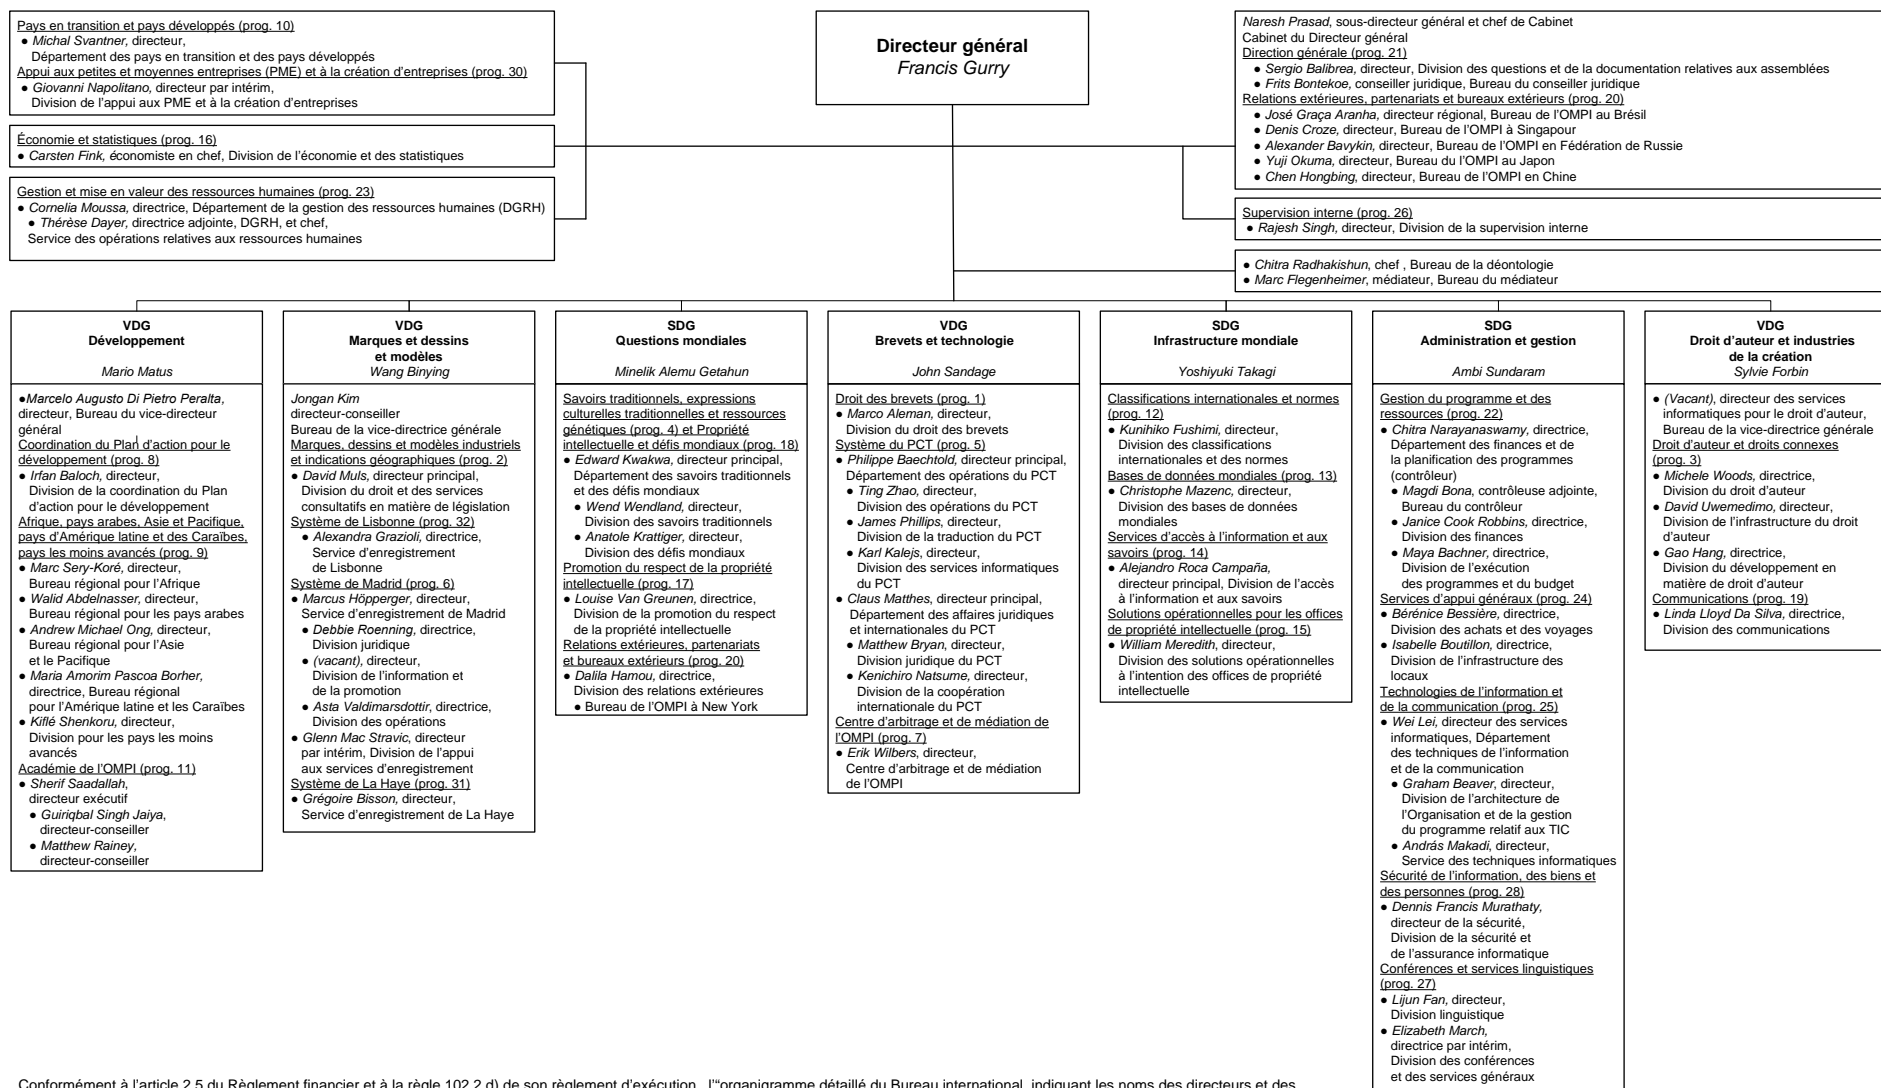 Pays en transition et pays développés (prog. 10)
● Michal Svantner, directeur,
Département des pays en transition et des pays développés
Appui aux petites et moyennes entreprises (PME) et à la création d'entreprises (prog. 30)
● Giovanni Napolitano, directeur par intérim,
Division de l'appui aux PME et à la création d'entreprises
Économie et statistiques (prog. 16)
● Carsten Fink, économiste en chef, Division de l'économie et des statistiques
Gestion et mise en valeur des ressources humaines (prog. 23)
● Cornelia Moussa, directrice, Département de la gestion des ressources humaines (DGRH)
● Thérèse Dayer, directrice adjointe, DGRH, et chef,
Service des opérations relatives aux ressources humaines
Directeur général
Francis Gurry
Naresh Prasad, sous-directeur général et chef de Cabinet
Cabinet du Directeur général
Direction générale (prog. 21)
● Sergio Balibrea, directeur, Division des questions et de la documentation relatives aux assemblées
● Frits Bontekoe, conseiller juridique, Bureau du conseiller juridique
Relations extérieures, partenariats et bureaux extérieurs (prog. 20)
● José Graça Aranha, directeur régional, Bureau de l'OMPI au Brésil
● Denis Croze, directeur, Bureau de l'OMPI à Singapour
● Alexander Bavykin, directeur, Bureau de l'OMPI en Fédération de Russie
● Yuji Okuma, directeur, Bureau du l'OMPI au Japon
● Chen Hongbing, directeur, Bureau de l'OMPI en Chine
Supervision interne (prog. 26)
● Rajesh Singh, directeur, Division de la supervision interne
● Chitra Radhakishun, chef , Bureau de la déontologie
● Marc Flegenheimer, médiateur, Bureau du médiateur
VDG
Développement
Mario Matus
●Marcelo Augusto Di Pietro Peralta,
directeur, Bureau du vice-directeur
général
Coordination du Plan d'action pour le
développement (prog. 8)
● Irfan Baloch, directeur,
Division de la coordination du Plan
d'action pour le développement
Afrique, pays arabes, Asie et Pacifique,
pays d'Amérique latine et des Caraïbes,
pays les moins avancés (prog. 9)
● Marc Sery-Koré, directeur,
Bureau régional pour l'Afrique
● Walid Abdelnasser, directeur,
Bureau régional pour les pays arabes
● Andrew Michael Ong, directeur,
Bureau régional pour l'Asie
et le Pacifique
● Maria Amorim Pascoa Borher,
directrice, Bureau régional
pour l'Amérique latine et les Caraïbes
● Kiflé Shenkoru, directeur,
Division pour les pays les moins
avancés
Académie de l'OMPI (prog. 11)
● Sherif Saadallah,
directeur exécutif
● Guiriqbal Singh Jaiya,
directeur-conseiller
● Matthew Rainey,
directeur-conseiller
VDG
Marques et dessins
et modèles
Wang Binying
Jongan Kim
directeur-conseiller
Bureau de la vice-directrice générale
Marques, dessins et modèles industriels
et indications géographiques (prog. 2)
● David Muls, directeur principal,
Division du droit et des services
consultatifs en matière de législation
Système de Lisbonne (prog. 32)
● Alexandra Grazioli, directrice,
Service d'enregistrement
de Lisbonne
Système de Madrid (prog. 6)
● Marcus Höpperger, directeur,
Service d'enregistrement de Madrid
● Debbie Roenning, directrice,
Division juridique
● (vacant), directeur,
Division de l'information et
de la promotion
● Asta Valdimarsdottir, directrice,
Division des opérations
● Glenn Mac Stravic, directeur
par intérim, Division de l'appui
aux services d'enregistrement
Système de La Haye (prog. 31)
● Grégoire Bisson, directeur,
Service d'enregistrement de La Haye
SDG
Questions mondiales
Minelik Alemu Getahun
Savoirs traditionnels, expressions
culturelles traditionnelles et ressources
génétiques (prog. 4) et Propriété
intellectuelle et défis mondiaux (prog. 18)
● Edward Kwakwa, directeur principal,
Département des savoirs traditionnels
et des défis mondiaux
● Wend Wendland, directeur,
Division des savoirs traditionnels
● Anatole Krattiger, directeur,
Division des défis mondiaux
Promotion du respect de la propriété
intellectuelle (prog. 17)
● Louise Van Greunen, directrice,
Division de la promotion du respect
de la propriété intellectuelle
Relations extérieures, partenariats
et bureaux extérieurs (prog. 20)
● Dalila Hamou, directrice,
Division des relations extérieures
● Bureau de l'OMPI à New York
VDG
Brevets et technologie
John Sandage
Droit des brevets (prog. 1)
● Marco Aleman, directeur,
Division du droit des brevets
Système du PCT (prog. 5)
● Philippe Baechtold, directeur principal,
Département des opérations du PCT
● Ting Zhao, directeur,
Division des opérations du PCT
● James Phillips, directeur,
Division de la traduction du PCT
● Karl Kalejs, directeur,
Division des services informatiques
du PCT
● Claus Matthes, directeur principal,
Département des affaires juridiques
et internationales du PCT
● Matthew Bryan, directeur,
Division juridique du PCT
● Kenichiro Natsume, directeur,
Division de la coopération
internationale du PCT
Centre d'arbitrage et de médiation de
l'OMPI (prog. 7)
● Erik Wilbers, directeur,
Centre d'arbitrage et de médiation
de l'OMPI
SDG
Infrastructure mondiale
Yoshiyuki Takagi
Classifications internationales et normes
(prog. 12)
● Kunihiko Fushimi, directeur,
Division des classifications
internationales et des normes
Bases de données mondiales (prog. 13)
● Christophe Mazenc, directeur,
Division des bases de données
mondiales
Services d'accès à l'information et aux
savoirs (prog. 14)
● Alejandro Roca Campaña,
directeur principal, Division de l'accès
à l'information et aux savoirs
Solutions opérationnelles pour les offices
de propriété intellectuelle (prog. 15)
● William Meredith, directeur,
Division des solutions opérationnelles
à l'intention des offices de propriété
intellectuelle
SDG
Administration et gestion
Ambi Sundaram
Gestion du programme et des
ressources (prog. 22)
● Chitra Narayanaswamy, directrice,
Département des finances et de
la planification des programmes
(contrôleur)
● Magdi Bona, contrôleuse adjointe,
Bureau du contrôleur
● Janice Cook Robbins, directrice,
Division des finances
● Maya Bachner, directrice,
Division de l'exécution
des programmes et du budget
Services d'appui généraux (prog. 24)
● Bérénice Bessière, directrice,
Division des achats et des voyages
● Isabelle Boutillon, directrice,
Division de l'infrastructure des
locaux
Technologies de l'information et
de la communication (prog. 25)
● Wei Lei, directeur des services
informatiques, Département
des techniques de l'information
et de la communication
● Graham Beaver, directeur,
Division de l'architecture de
l'Organisation et de la gestion
du programme relatif aux TIC
● András Makadi, directeur,
Service des techniques informatiques
Sécurité de l'information, des biens et
des personnes (prog. 28)
● Dennis Francis Murathaty,
directeur de la sécurité,
Division de la sécurité et
de l'assurance informatique
Conférences et services linguistiques
(prog. 27)
● Lijun Fan, directeur,
Division linguistique
● Elizabeth March,
directrice par intérim,
Division des conférences
et des services généraux
VDG
Droit d'auteur et industries
de la création
Sylvie Forbin
● (Vacant), directeur des services
informatiques pour le droit d'auteur,
Bureau de la vice-directrice générale
Droit d'auteur et droits connexes
(prog. 3)
● Michele Woods, directrice,
Division du droit d'auteur
● David Uwemedimo, directeur,
Division de l'infrastructure du droit
d'auteur
● Gao Hang, directrice,
Division du développement en
matière de droit d'auteur
Communications (prog. 19)
● Linda Lloyd Da Silva, directrice,
Division des communications
Conformément à l'article 2.5 du Règlement financier et à la règle 102.2 d) de son règlement d'exécution, l'"organigramme détaillé du Bureau international, indiquant les noms des directeurs et des